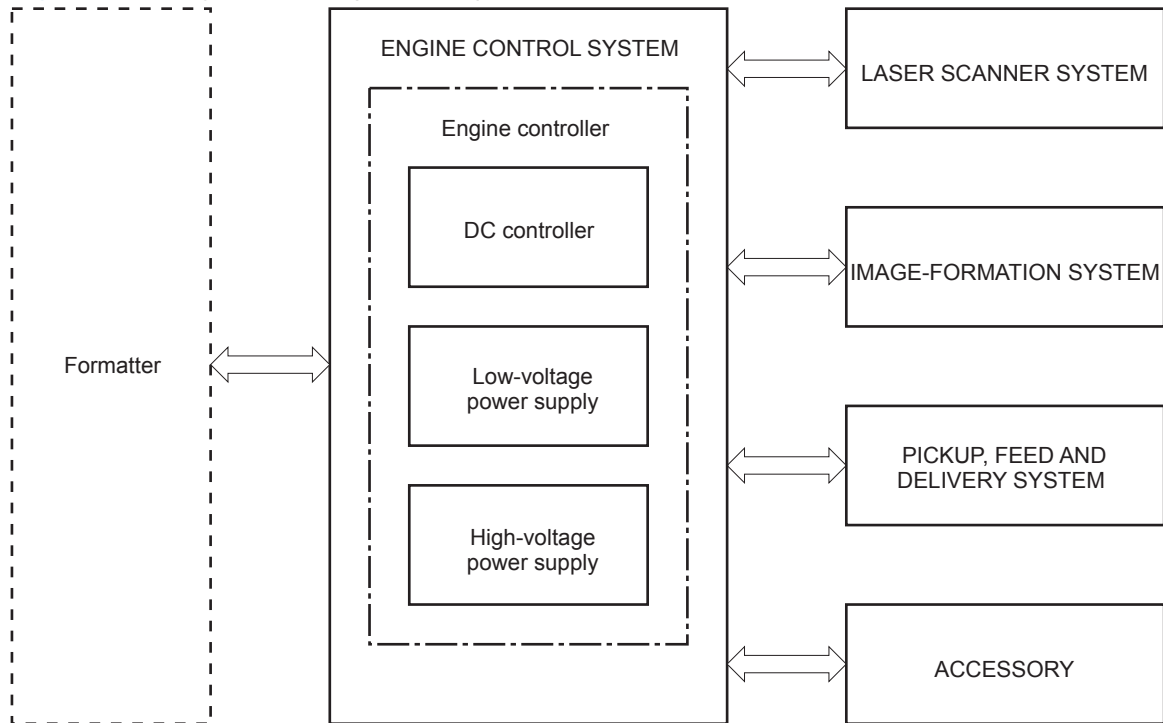 ENGINE CONTROL SYSTEM
Engine controller
DC controller
Low-voltage
power supply
High-voltage
power supply
Formatter
LASER SCANNER SYSTEM
IMAGE-FORMATION SYSTEM
PICKUP, FEED AND
DELIVERY SYSTEM
ACCESSORY